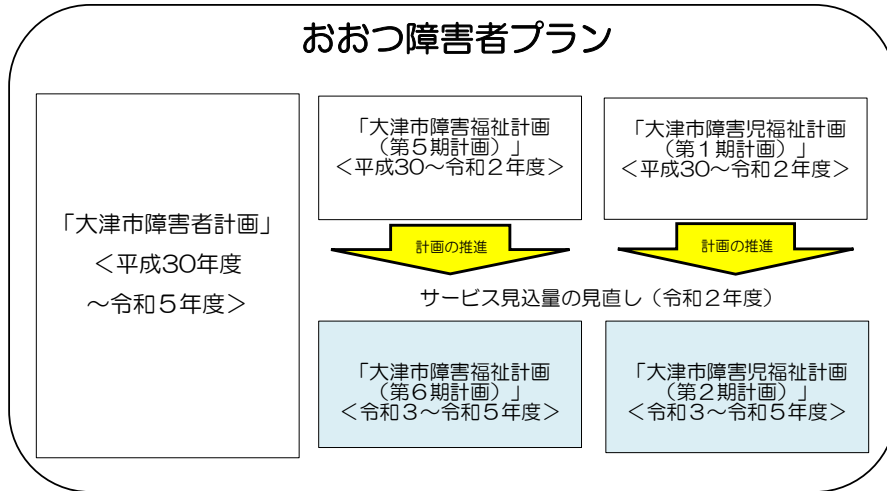 おおつ障害者プラン
「大津市障害者計画」
＜平成30年度
～令和５年度＞
「大津市障害福祉計画
（第５期計画）」
＜平成30～令和２年度＞
「大津市障害児福祉計画
（第１期計画）」
＜平成30～令和２年度＞
計画の推進
計画の推進
サービス見込量の見直し（令和２年度）
「大津市障害福祉計画
（第６期計画）」
＜令和３～令和５年度＞
「大津市障害児福祉計画
（第２期計画）」
＜令和３～令和５年度＞